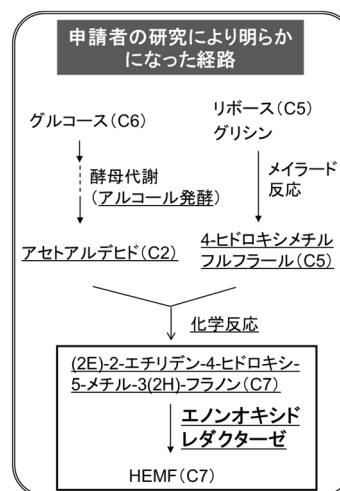 申請者の研究により明らか
になった経路
グルコース(C6)
リボース(C5)
グリシン
酵母代謝
(アルコール発酵)
メイラード
反応
アセトアルデヒド(C2)
4-ヒドロキシメチル
フルフラール(C5)
化学反応
(2E)-2-エチリデン-4-ヒドロキシ-
5-メチル-3(2H)-フラノン(C7)
エノンオキシド
レダクターゼ
HEMF(C7)